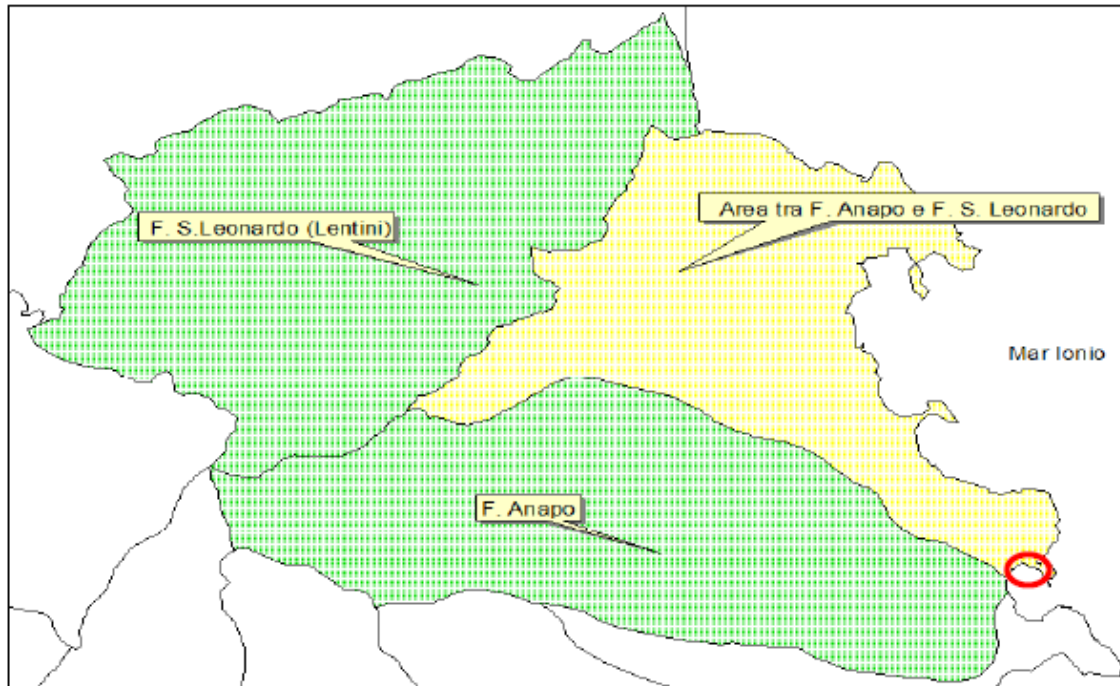 Area tra F. Anapo e F. S. Leonardo
F. S.Leonardo (Lentini)
Mar Ionio
F. Anapo